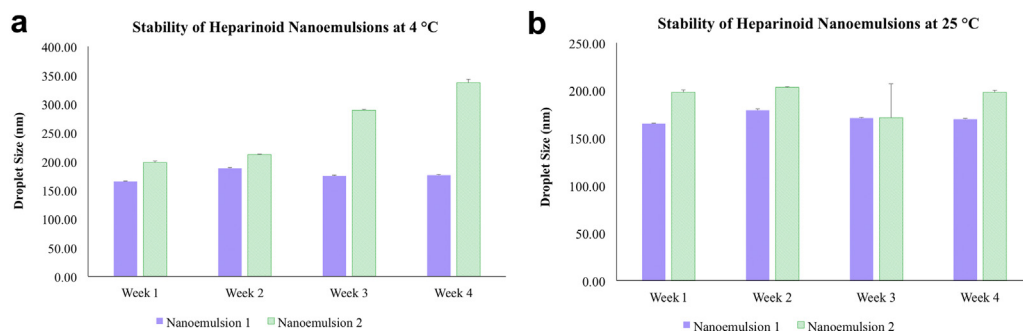 a
Stability of Heparinoid Nanoemulsions at 4 °C
400.00
350.00
300.00
250.00
200.00
150.00
100.00
50.00
0.00
Droplet Size (nm)
Week 1 Week 2 Week 3 Week 4
Nanoemulsion 1 Nanoemulsion 2
b
Stability of Heparinoid Nanoemulsions at 25 °C
250.00
200.00
150.00
100.00
50.00
0.00
Droplet Size (nm)
Week 1 Week 2 Week 3 Week 4
Nanoemulsion 1 Nanoemulsion 2